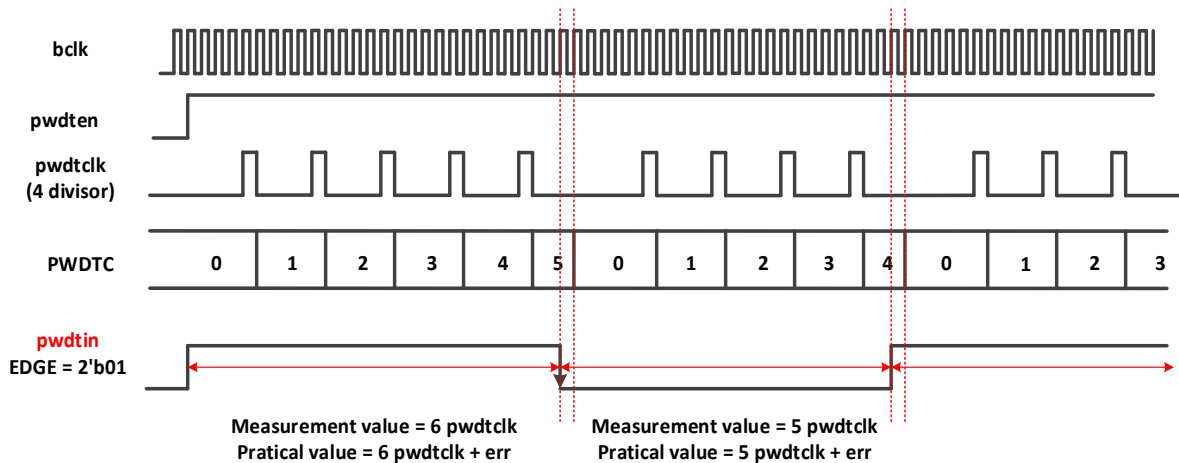 bclk
pwdten
pwdtclk
(4 divisor)
PWDTC
0 1 2 3 4 5 0 1 2 3 4 0 1 2 3
pwdtin
EDGE = 2'b01
Measurement value = 6 pwdtclk
Pratical value = 6 pwdtclk + err
Measurement value = 5 pwdtclk
Pratical value = 5 pwdtclk + err